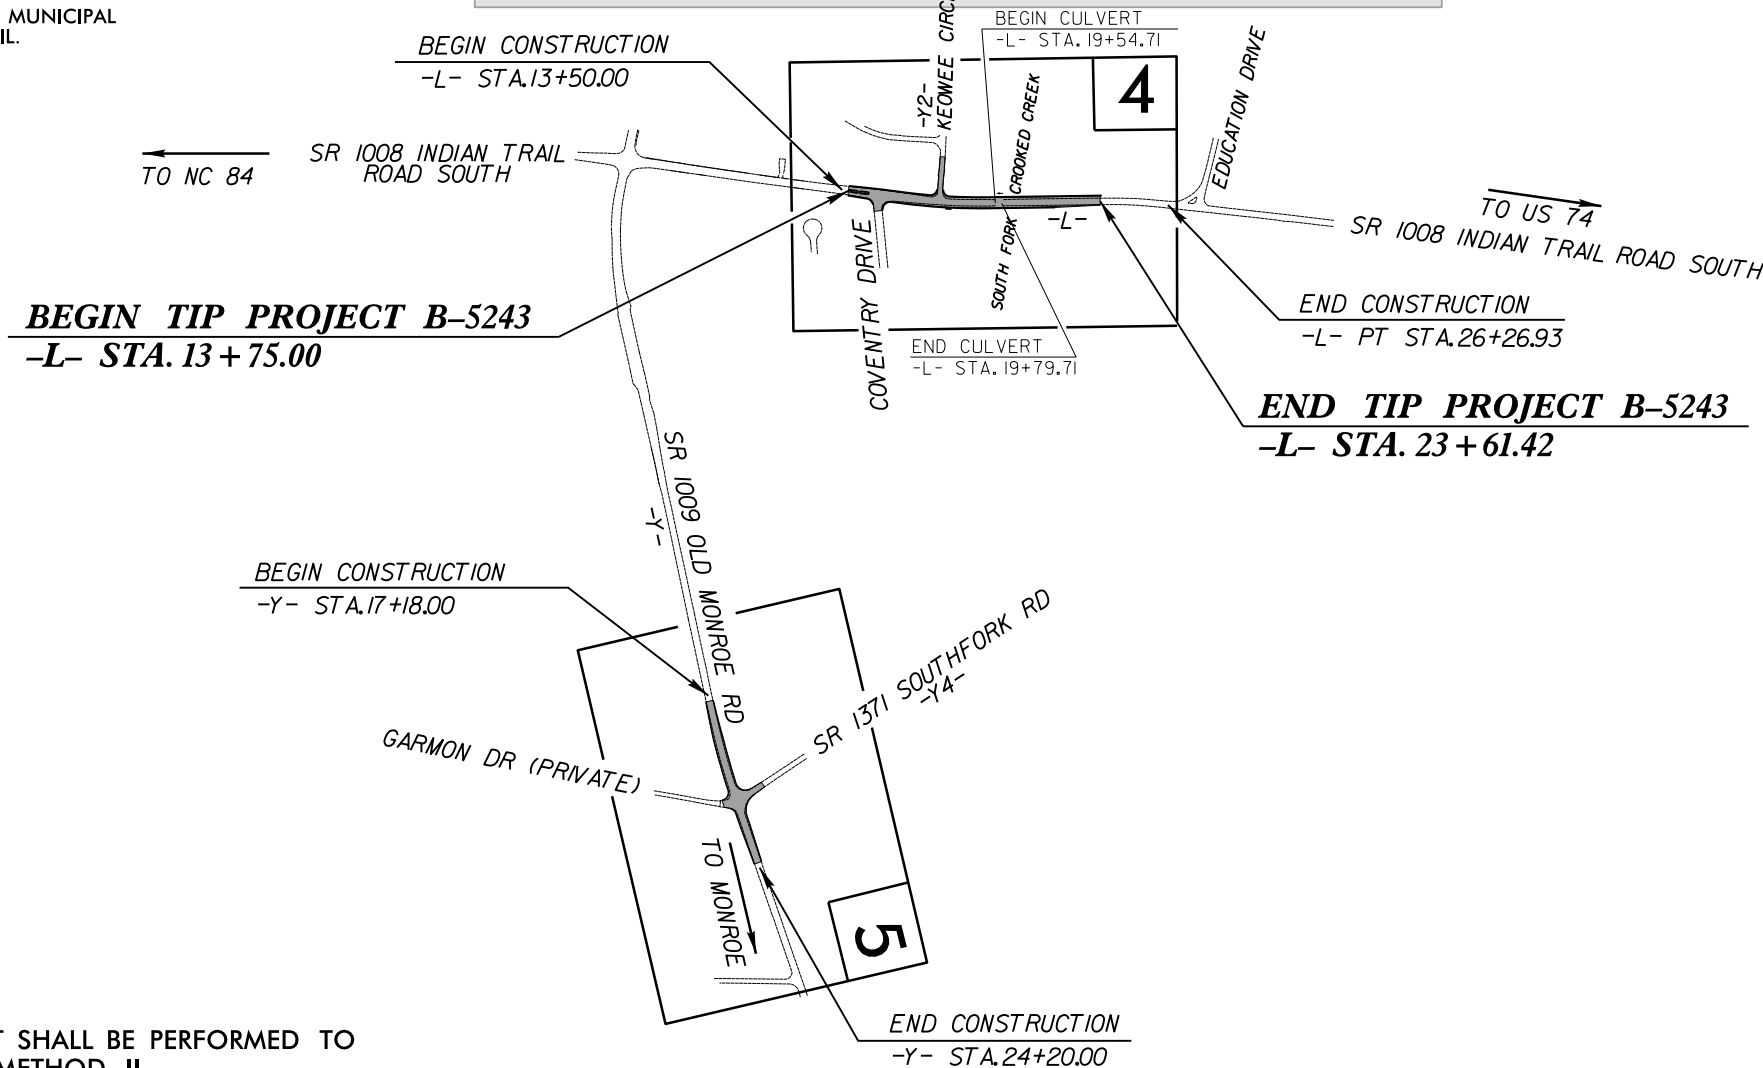 MUNICIPAL
IL.
BEGIN CONSTRUCTION
-L- STA.13+50.00
BEGIN CULVERT
-L- STA.19+54.71
-Y2-
KEOWEE CIRC
CROOKED CREEK
4
EDUCATION DRIVE
TO NC 84
SR 1008 INDIAN TRAIL
ROAD SOUTH
TO US 74
SR 1008 INDIAN TRAIL ROAD SOUTH
-L-
SOUTH FORK
COVENTRY DRIVE
BEGIN TIP PROJECT B–5243
–L– STA. 13 + 75.00
END CONSTRUCTION
-L- PT STA.26+26.93
END CULVERT
-L- STA.19+79.71
END TIP PROJECT B–5243
–L– STA. 23 + 61.42
SR 1009 OLD MONROE RD
-Y-
BEGIN CONSTRUCTION
-Y- STA.17+18.00
SR 1371 SOUTHFORK RD
-Y4-
GARMON DR (PRIVATE)
TO MONROE
5
END CONSTRUCTION
-Y- STA.24+20.00
T SHALL BE PERFORMED TO
METHOD II